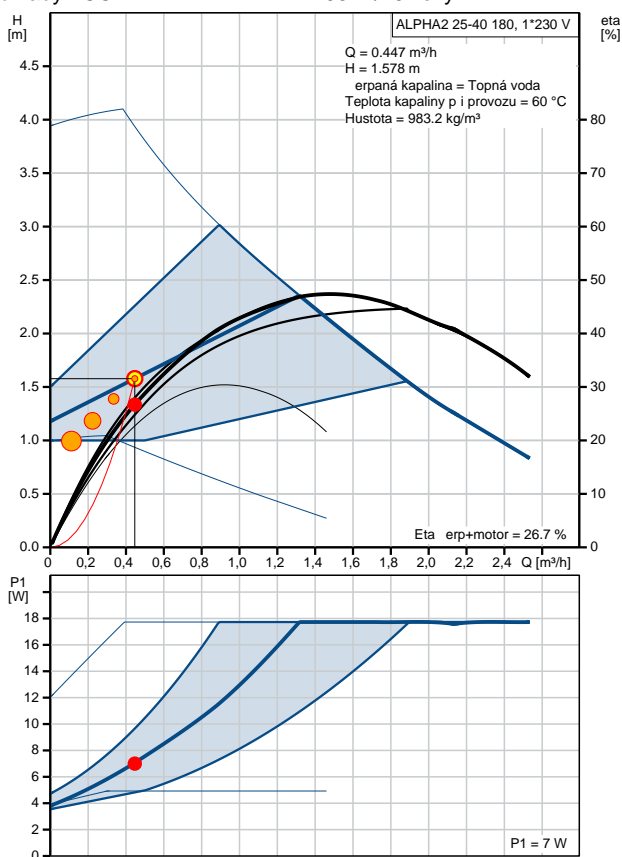 H
[m]
ALPHA2 25-40 180, 1*230 V
eta
[%]
Q = 0.447 m³/h
H = 1.578 m
erpaná kapalina = Topná voda
Teplota kapaliny p i provozu = 60 °C
Hustota = 983.2 kg/m³
4.5
4.0
3.5
3.0
2.5
2.0
1.5
1.0
0.5
0.0
80
70
60
50
40
30
20
10
0
Eta erp+motor = 26.7 %
0 0,2 0,4 0,6 0,8 1,0 1,2 1,4 1,6 1,8 2,0 2,2 Q [m³/h]
P1
[W]
18
16
14
12
10
8
6
4
2
0
P1 = 7 W